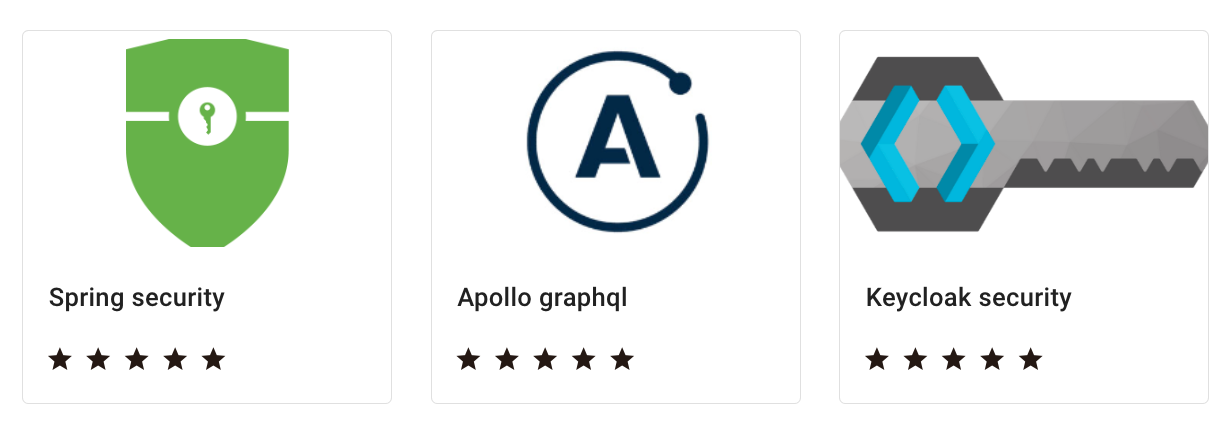 A
Spring security
Apollo graphql
Keycloak security